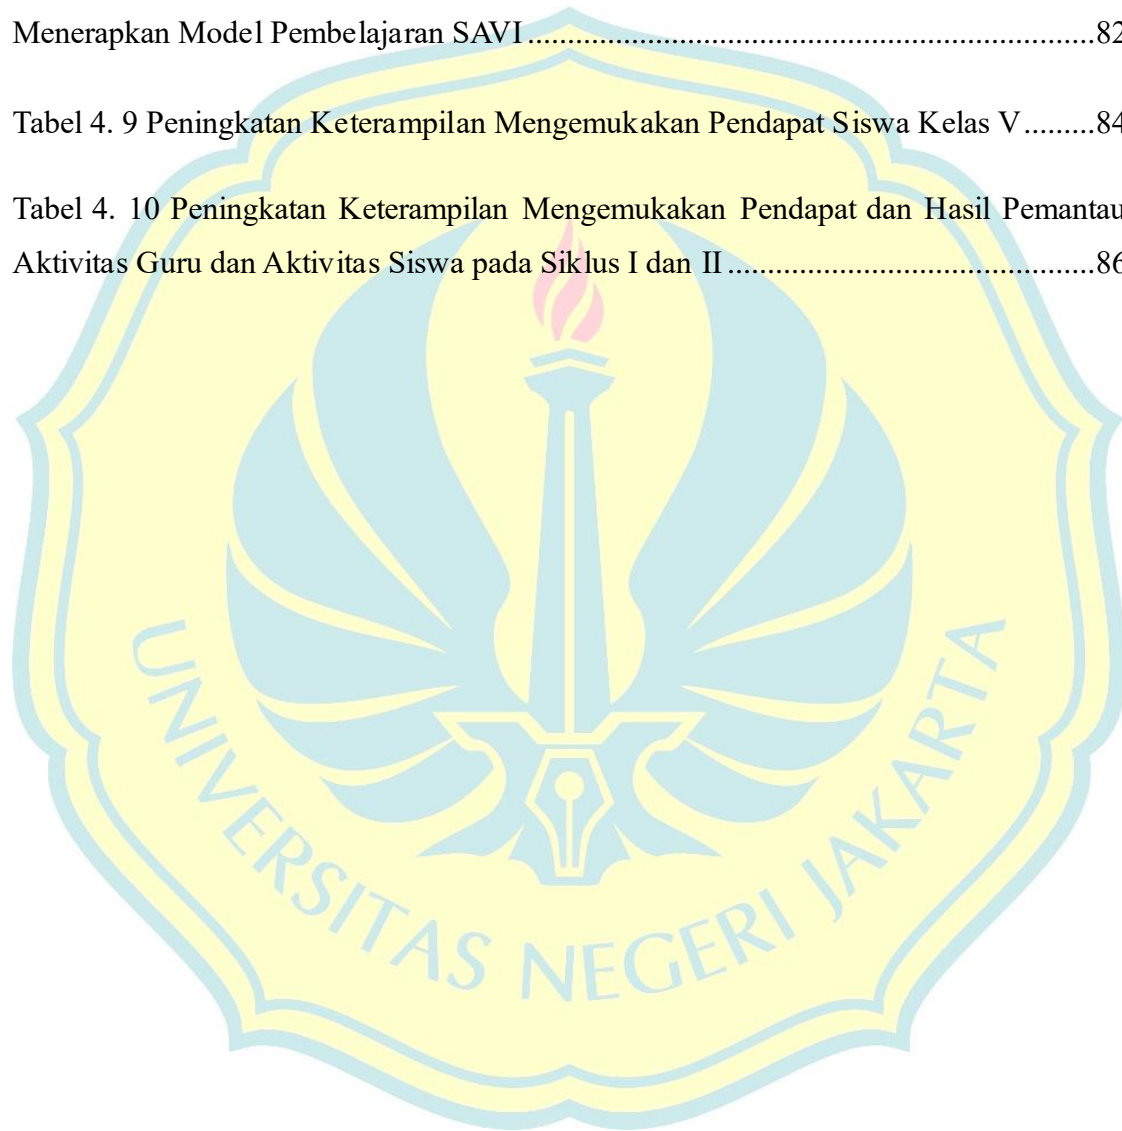 Menerapkan Model Pembelajaran SAVI......................................................................82
Tabel 4. 9 Peningkatan Keterampilan Mengemukakan Pendapat Siswa Kelas V.........84
Tabel 4. 10 Peningkatan Keterampilan Mengemukakan Pendapat dan Hasil Pemantau
Aktivitas Guru dan Aktivitas Siswa pada Siklus I dan II.............................................86
UNIVERSITAS NEGERI JAKARTA